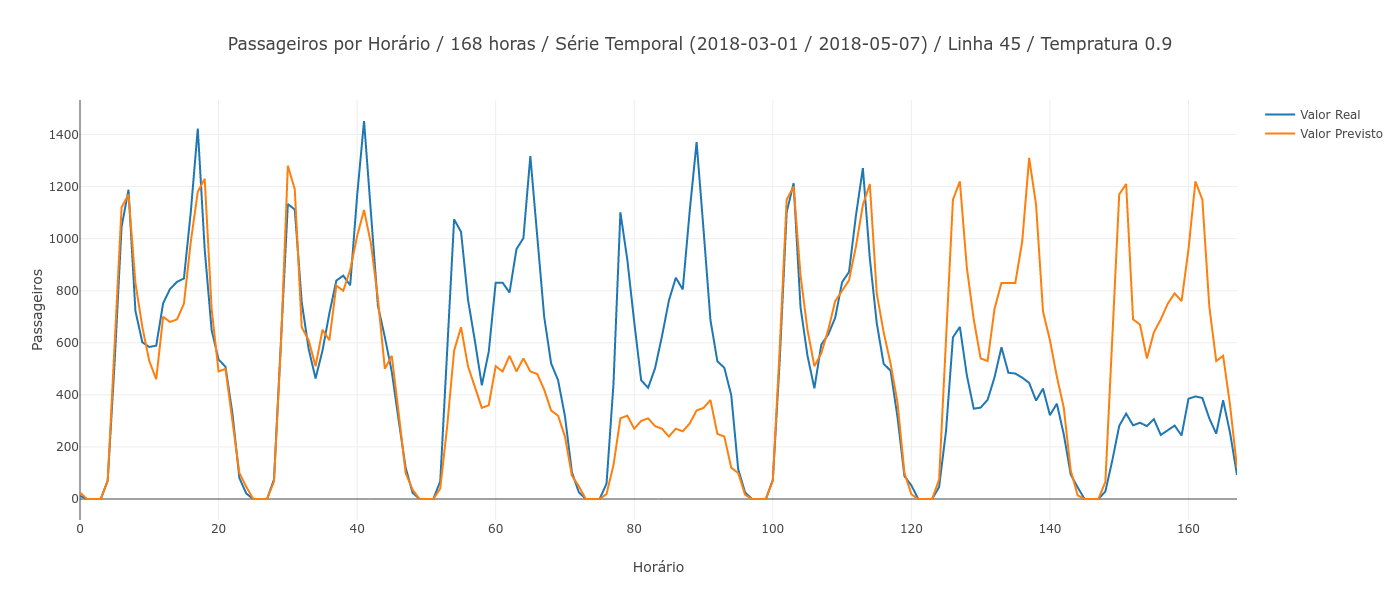 Passageiros por Horário / 168 horas / Série Temporal (2018-03-01 / 2018-05-07) / Linha 45 / Tempratura 0.9
Valor Real
Valor Previsto
Passageiros
1400
1200
1000
800
600
400
200
0
0 20 40 60 80 100 120 140 160
Horário